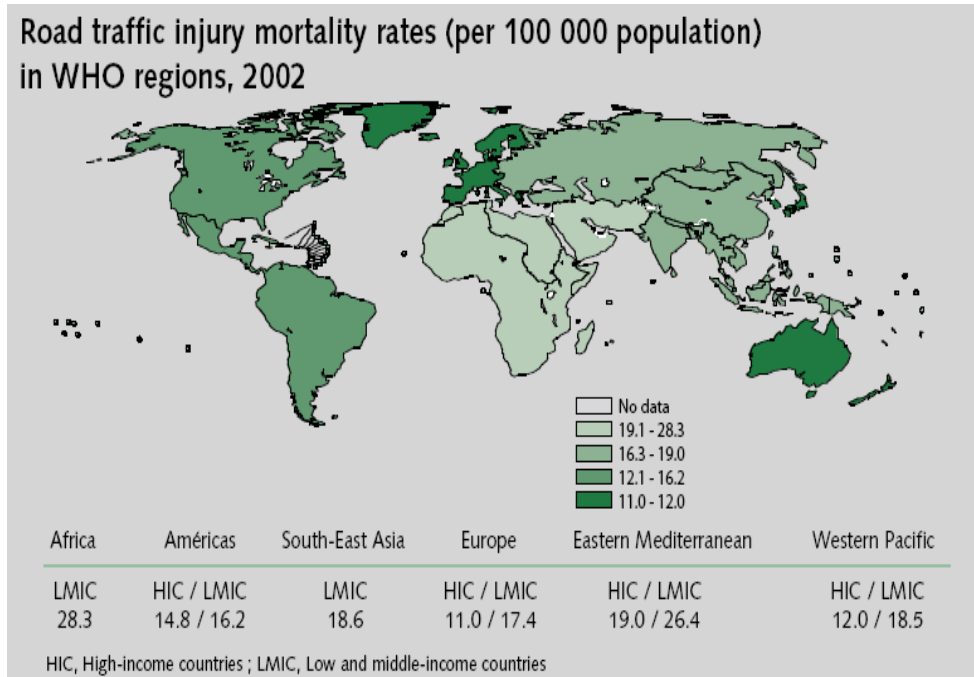 Road traffic injury mortality rates (per 100 000 population)
in WHO regions, 2002
No data
19.1 - 28.3
16.3 - 19.0
12.1 - 16.2
11.0 - 12.0
Africa Américas South-East Asia Europe Eastern Mediterranean Western Pacific
LMIC HIC / LMIC LMIC HIC / LMIC HIC / LMIC HIC / LMIC
28.3 14.8 / 16.2 18.6 11.0 / 17.4 19.0 / 26.4 12.0 / 18.5
HIC, High-income countries ; LMIC, Low and middle-income countries